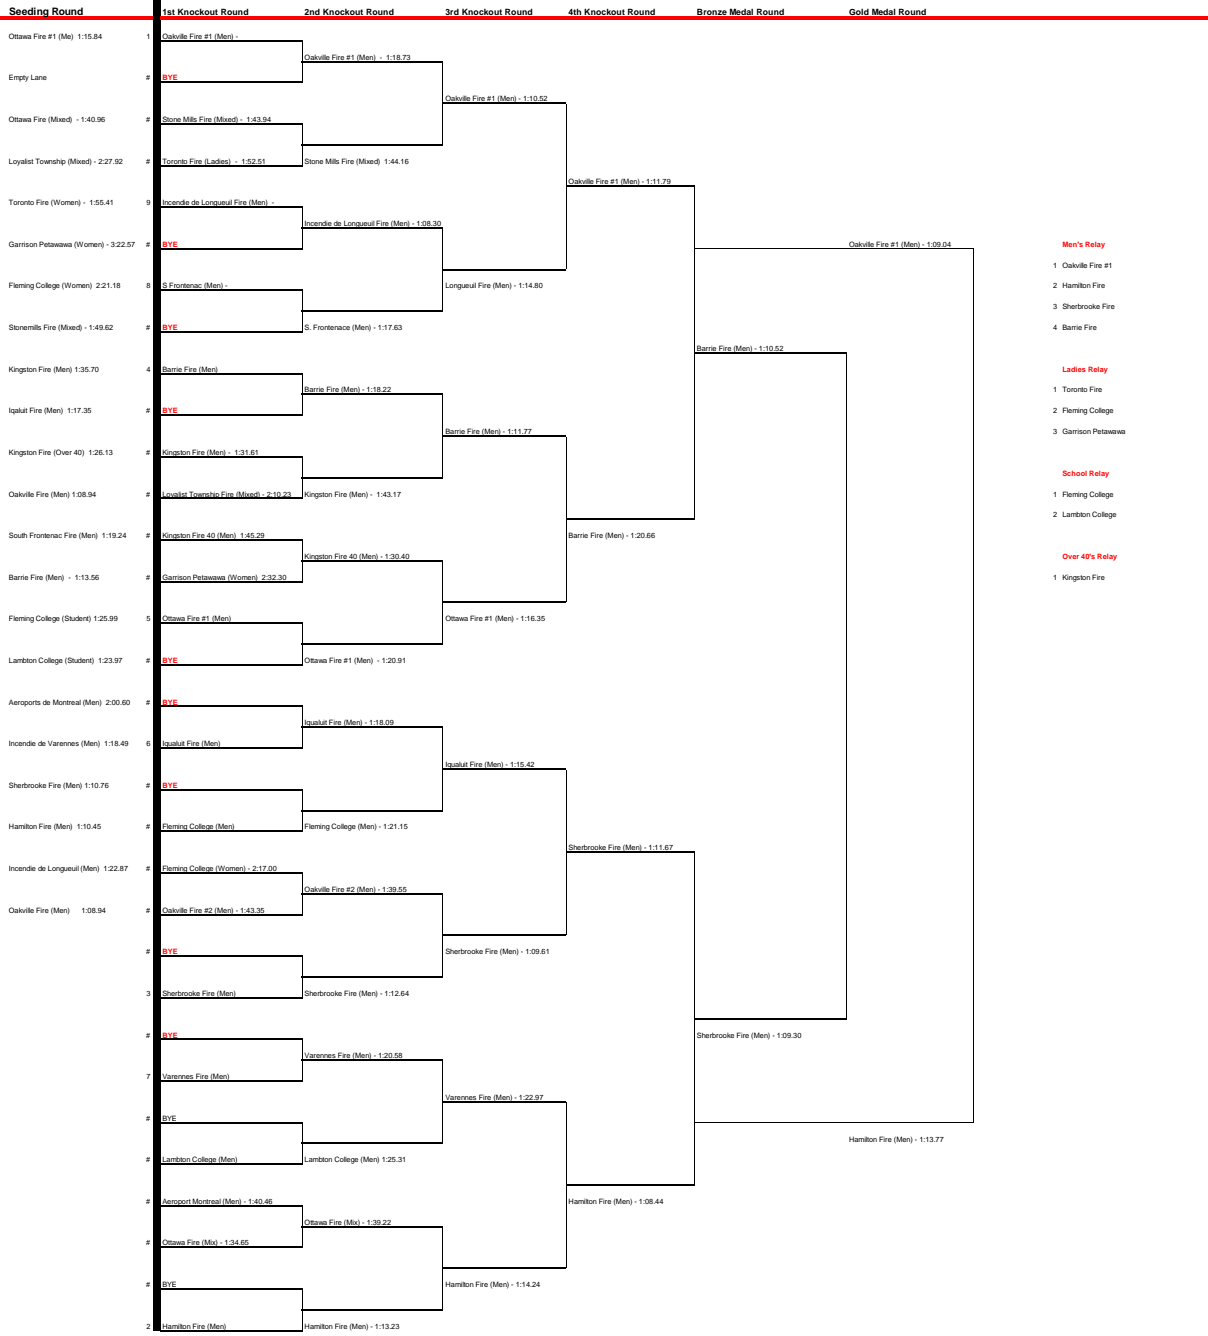 Seeding Round 1st Knockout Round 2nd Knockout Round 3rd Knockout Round 4th Knockout Round Bronze Medal Round Gold Medal Round
Ottawa Fire #1 (Me) 1:15.84 1 Oakville Fire #1 (Men) -
Oakville Fire #1 (Men) - 1:18.73
Empty Lane # BYE
Oakville Fire #1 (Men) - 1:10.52
Ottawa Fire (Mixed) - 1:40.96 # Stone Mills Fire (Mixed) - 1:43.94
Loyalist Township (Mixed) - 2:27.92 # Toronto Fire (Ladies) - 1:52.51 Stone Mills Fire (Mixed) 1:44.16
Oakville Fire #1 (Men) - 1:11.79
Toronto Fire (Women) - 1:55.41 9 Incendie de Longueuil Fire (Men) -
Incendie de Longueuil Fire (Men) - 1:08.30
Garrison Petawawa (Women) - 3:22.57 # BYE Oakville Fire #1 (Men) - 1:09.04 Men's Relay
1 Oakville Fire #1
Fleming College (Women) 2:21.18 8 S Frontenac (Men) - Longueuil Fire (Men) - 1:14.80 2 Hamilton Fire
3 Sherbrooke Fire
Stonemills Fire (Mixed) - 1:49.62 # BYE S. Frontenace (Men) - 1:17.63 4 Barrie Fire
Barrie Fire (Men) - 1:10.52
Kingston Fire (Men) 1:35.70 4 Barrie Fire (Men) Ladies Relay
Barrie Fire (Men) - 1:18.22 1 Toronto Fire
Iqaluit Fire (Men) 1:17.35 # BYE 2 Fleming College
Barrie Fire (Men) - 1:11.77 3 Garrison Petawawa
Kingston Fire (Over 40) 1:26.13 # Kingston Fire (Men) - 1:31.61
School Relay
Oakville Fire (Men) 1:08.94 # Loyalist Township Fire (Mixed) - 2:10.23 Kingston Fire (Men) - 1:43.17 1 Fleming College
2 Lambton College
South Frontenac Fire (Men) 1:19.24 # Kingston Fire 40 (Men) 1:45.29 Barrie Fire (Men) - 1:20.66
Kingston Fire 40 (Men) - 1:30.40 Over 40's Relay
Barrie Fire (Men) - 1:13.56 # Garrison Petawawa (Women) 2:32.30 1 Kingston Fire
Fleming College (Student) 1:25.99 5 Ottawa Fire #1 (Men) Ottawa Fire #1 (Men) - 1:16.35
Lambton College (Student) 1:23.97 # BYE Ottawa Fire #1 (Men) - 1:20.91
Aeroports de Montreal (Men) 2:00.60 # BYE
Iqualuit Fire (Men) - 1:18.09
Incendie de Varennes (Men) 1:18.49 6 Iqualuit Fire (Men)
Iqualuit Fire (Men) - 1:15.42
Sherbrooke Fire (Men) 1:10.76 # BYE
Hamilton Fire (Men) 1:10.45 # Fleming College (Men) Fleming College (Men) - 1:21.15
Sherbrooke Fire (Men) - 1:11.67
Incendie de Longueuil (Men) 1:22.87 # Fleming College (Women) - 2:17.00
Oakville Fire #2 (Men) - 1:39.55
Oakville Fire (Men) 1:08.94 # Oakville Fire #2 (Men) - 1:43.35
# BYE Sherbrooke Fire (Men) - 1:09.61
3 Sherbrooke Fire (Men) Sherbrooke Fire (Men) - 1:12.64
# BYE Sherbrooke Fire (Men) - 1:09.30
Varennes Fire (Men) - 1:20.58
7 Varennes Fire (Men)
Varennes Fire (Men) - 1:22.97
# BYE
Hamilton Fire (Men) - 1:13.77
# Lambton College (Men) Lambton College (Men) 1:25.31
# Aeroport Montreal (Men) - 1:40.46 Hamilton Fire (Men) - 1:08.44
Ottawa Fire (Mix) - 1:39.22
# Ottawa Fire (Mix) - 1:34.65
# BYE Hamilton Fire (Men) - 1:14.24
2 Hamilton Fire (Men) Hamilton Fire (Men) - 1:13.23